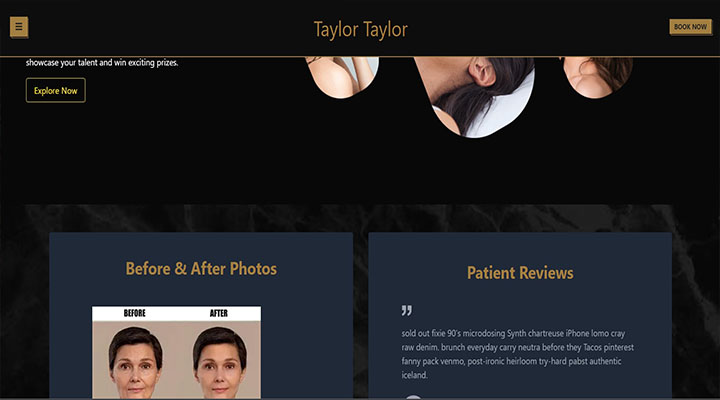 ☰
Taylor Taylor
BOOK NOW
showcase your talent and win exciting prizes.
Explore Now
Before & After Photos
BEFORE AFTER
Patient Reviews
”
sold out fixie 90's microdosing Synth chartreuse iPhone lomo cray
raw denim. brunch everyday carry neutra before they Tacos pinterest
fanny pack venmo, post-ironic heirloom try-hard pabst authentic
iceland.